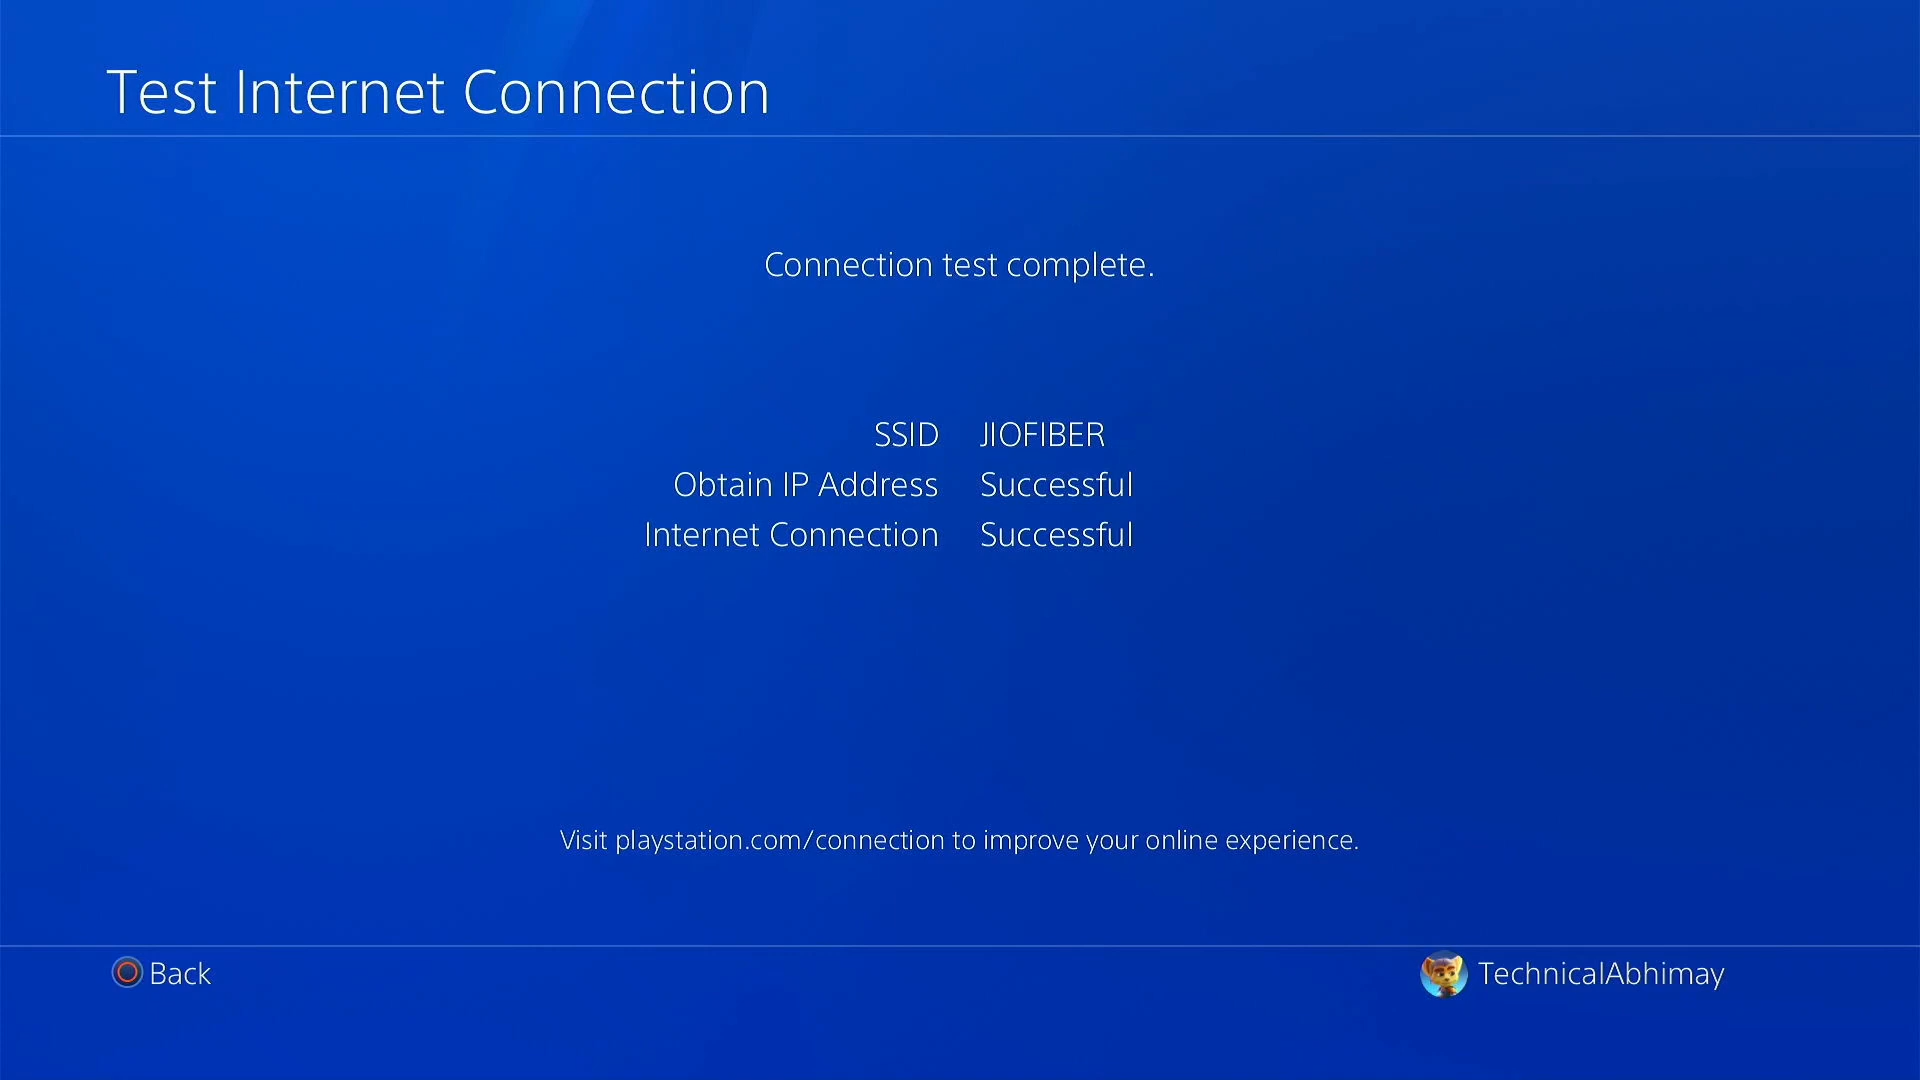 Test Internet Connection
Connection test complete.
SSID JIOFIBER
Obtain IP Address Successful
Internet Connection Successful
Visit playstation.com/connection to improve your online experience.
Back
TechnicalAbhimay